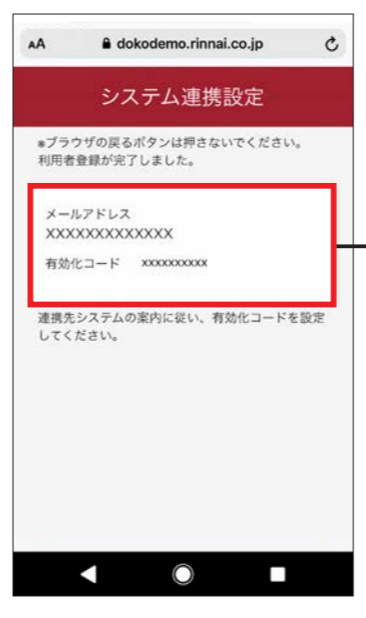 AA dokodemo.rinnai.co.jp
システム連携設定
※ブラウザの戻るボタンは押さないでください。
利用者登録が完了しました。
メールアドレス
XXXXXXXXXXXXX
有効化コード xxxxxxxxxx
連携先システムの案内に従い、有効化コードを設定
してください。